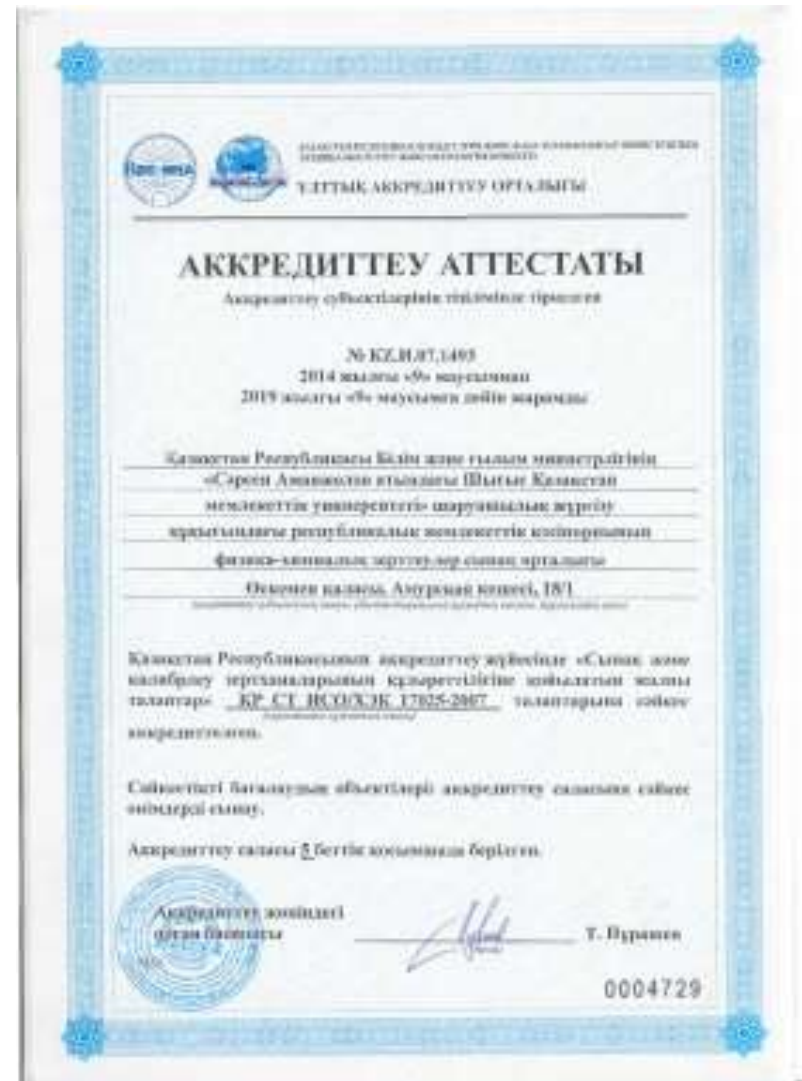 ҰЛТТЫҚ АККРЕДИТТЕУ ОРТАЛЫҒЫ
АККРЕДИТТЕУ АТТЕСТАТЫ
Аккредиттеу субъектілерінің тізілімінде тіркелген
№ KZ.И.07.1493
2014 жылғы «9» маусымнан
2019 жылғы «9» маусымға дейін жарамды
Қазақстан Республикасы Білім және ғылым министрлігінің
«Сәрсен Аманжолов атындағы Шығыс Қазақстан
мемлекеттік университеті» шаруашылық жүргізу
құқығындағы республикалық мемлекеттік кәсіпорнының
физика-химиялық зерттеулер сынақ орталығы
Өскемен қаласы, Амурская көшесі, 18/1
Қазақстан Республикасының аккредиттеу жүйесінде «Сынақ және
калибрлеу зертханаларының құзыреттілігіне қойылатын жалпы
талаптар» ҚР СТ ИСО/ХЭК 17025-2007 талаптарына сәйкес
аккредиттелген.
Сәйкестікті бағалаудың объектілері: аккредиттеу саласына сәйкес
өнімдерді сынау.
Аккредиттеу саласы 5 беттік қосымшада берілген.
Аккредиттеу жөніндегі
орган басшысы
Т. Нұрашев
0004729